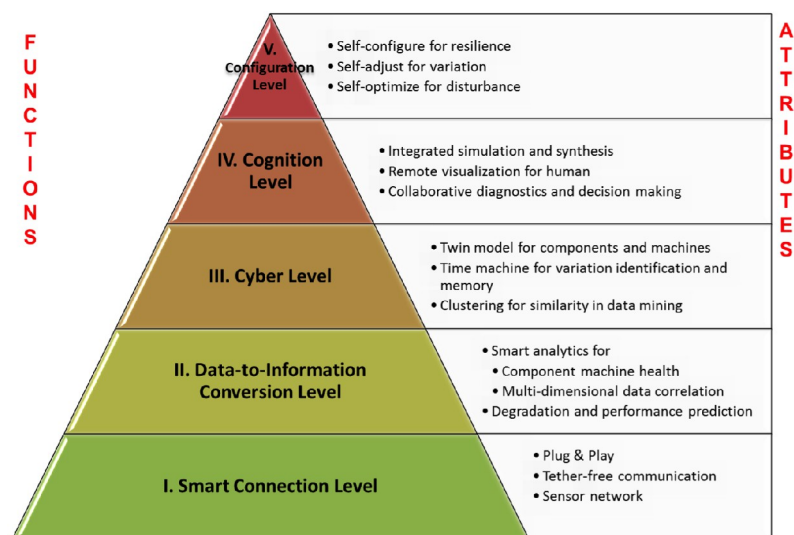 FUNCTIONS
ATTRIBUTES
V.
Configuration
Level
• Self-configure for resilience
• Self-adjust for variation
• Self-optimize for disturbance
IV. Cognition
Level
• Integrated simulation and synthesis
• Remote visualization for human
• Collaborative diagnostics and decision making
III. Cyber Level
• Twin model for components and machines
• Time machine for variation identification and
memory
• Clustering for similarity in data mining
II. Data-to-Information
Conversion Level
• Smart analytics for
• Component machine health
• Multi-dimensional data correlation
• Degradation and performance prediction
I. Smart Connection Level
• Plug & Play
• Tether-free communication
• Sensor network